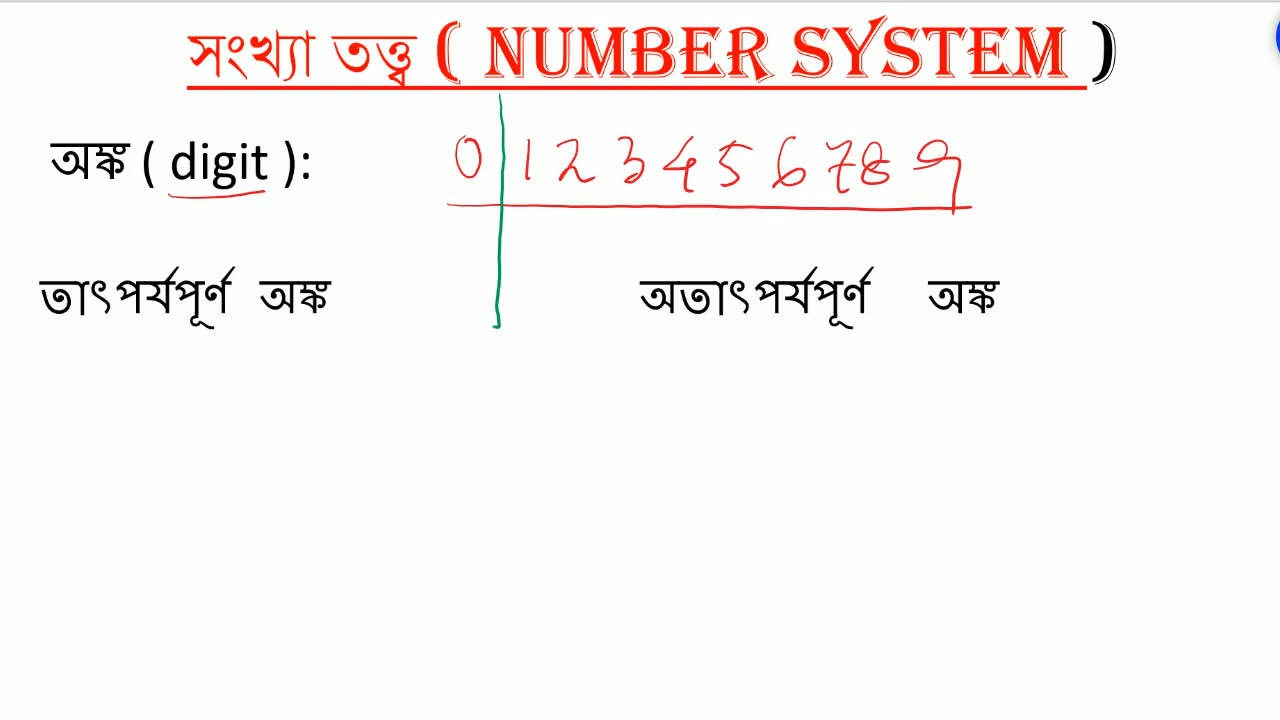 সংখ্যা তত্ত্ব ( NUMBER SYSTEM )
অঙ্ক ( digit ): 0 1 2 3 4 5 6 7 8 9
তাৎপর্যপূর্ণ অঙ্ক অতাৎপর্যপূর্ণ অঙ্ক